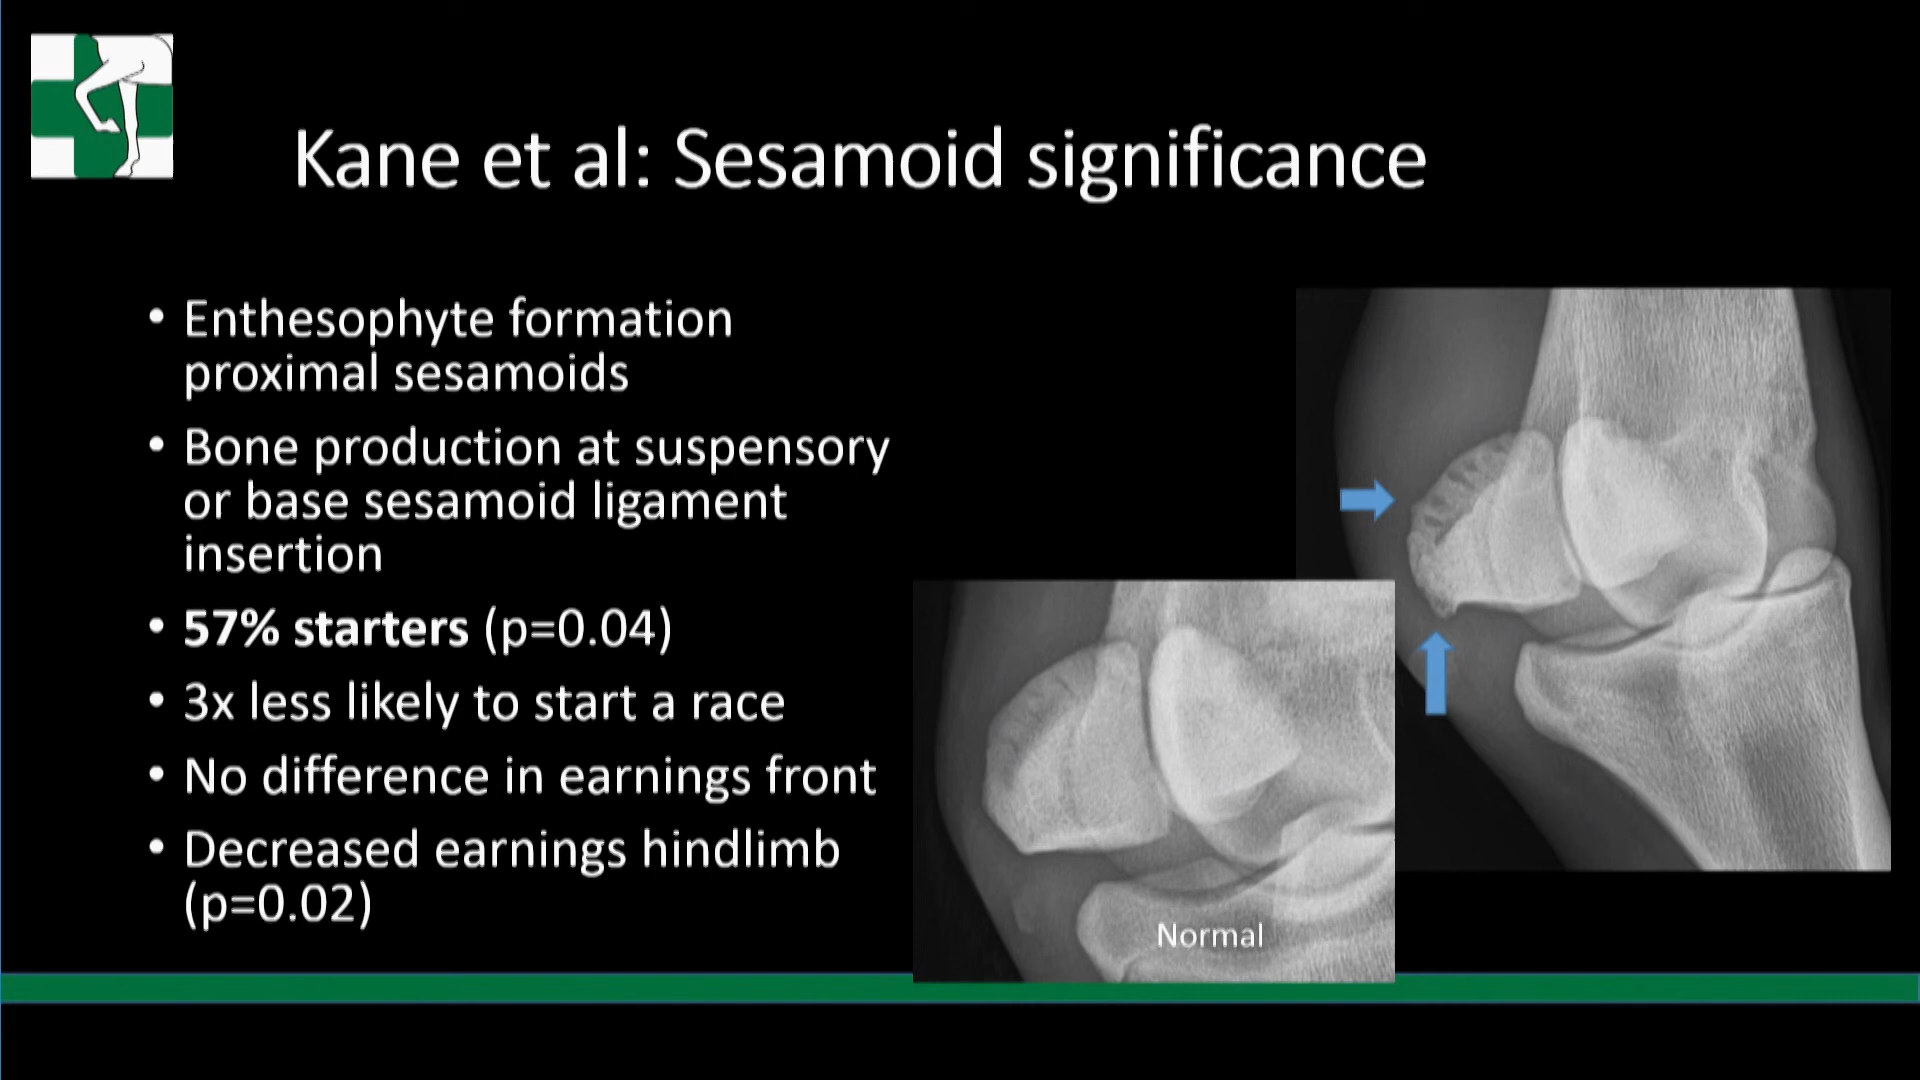 Kane et al: Sesamoid significance
• Enthesophyte formation
proximal sesamoids
• Bone production at suspensory
or base sesamoid ligament
insertion
• 57% starters (p=0.04)
• 3x less likely to start a race
• No difference in earnings front
• Decreased earnings hindlimb
(p=0.02)
Normal